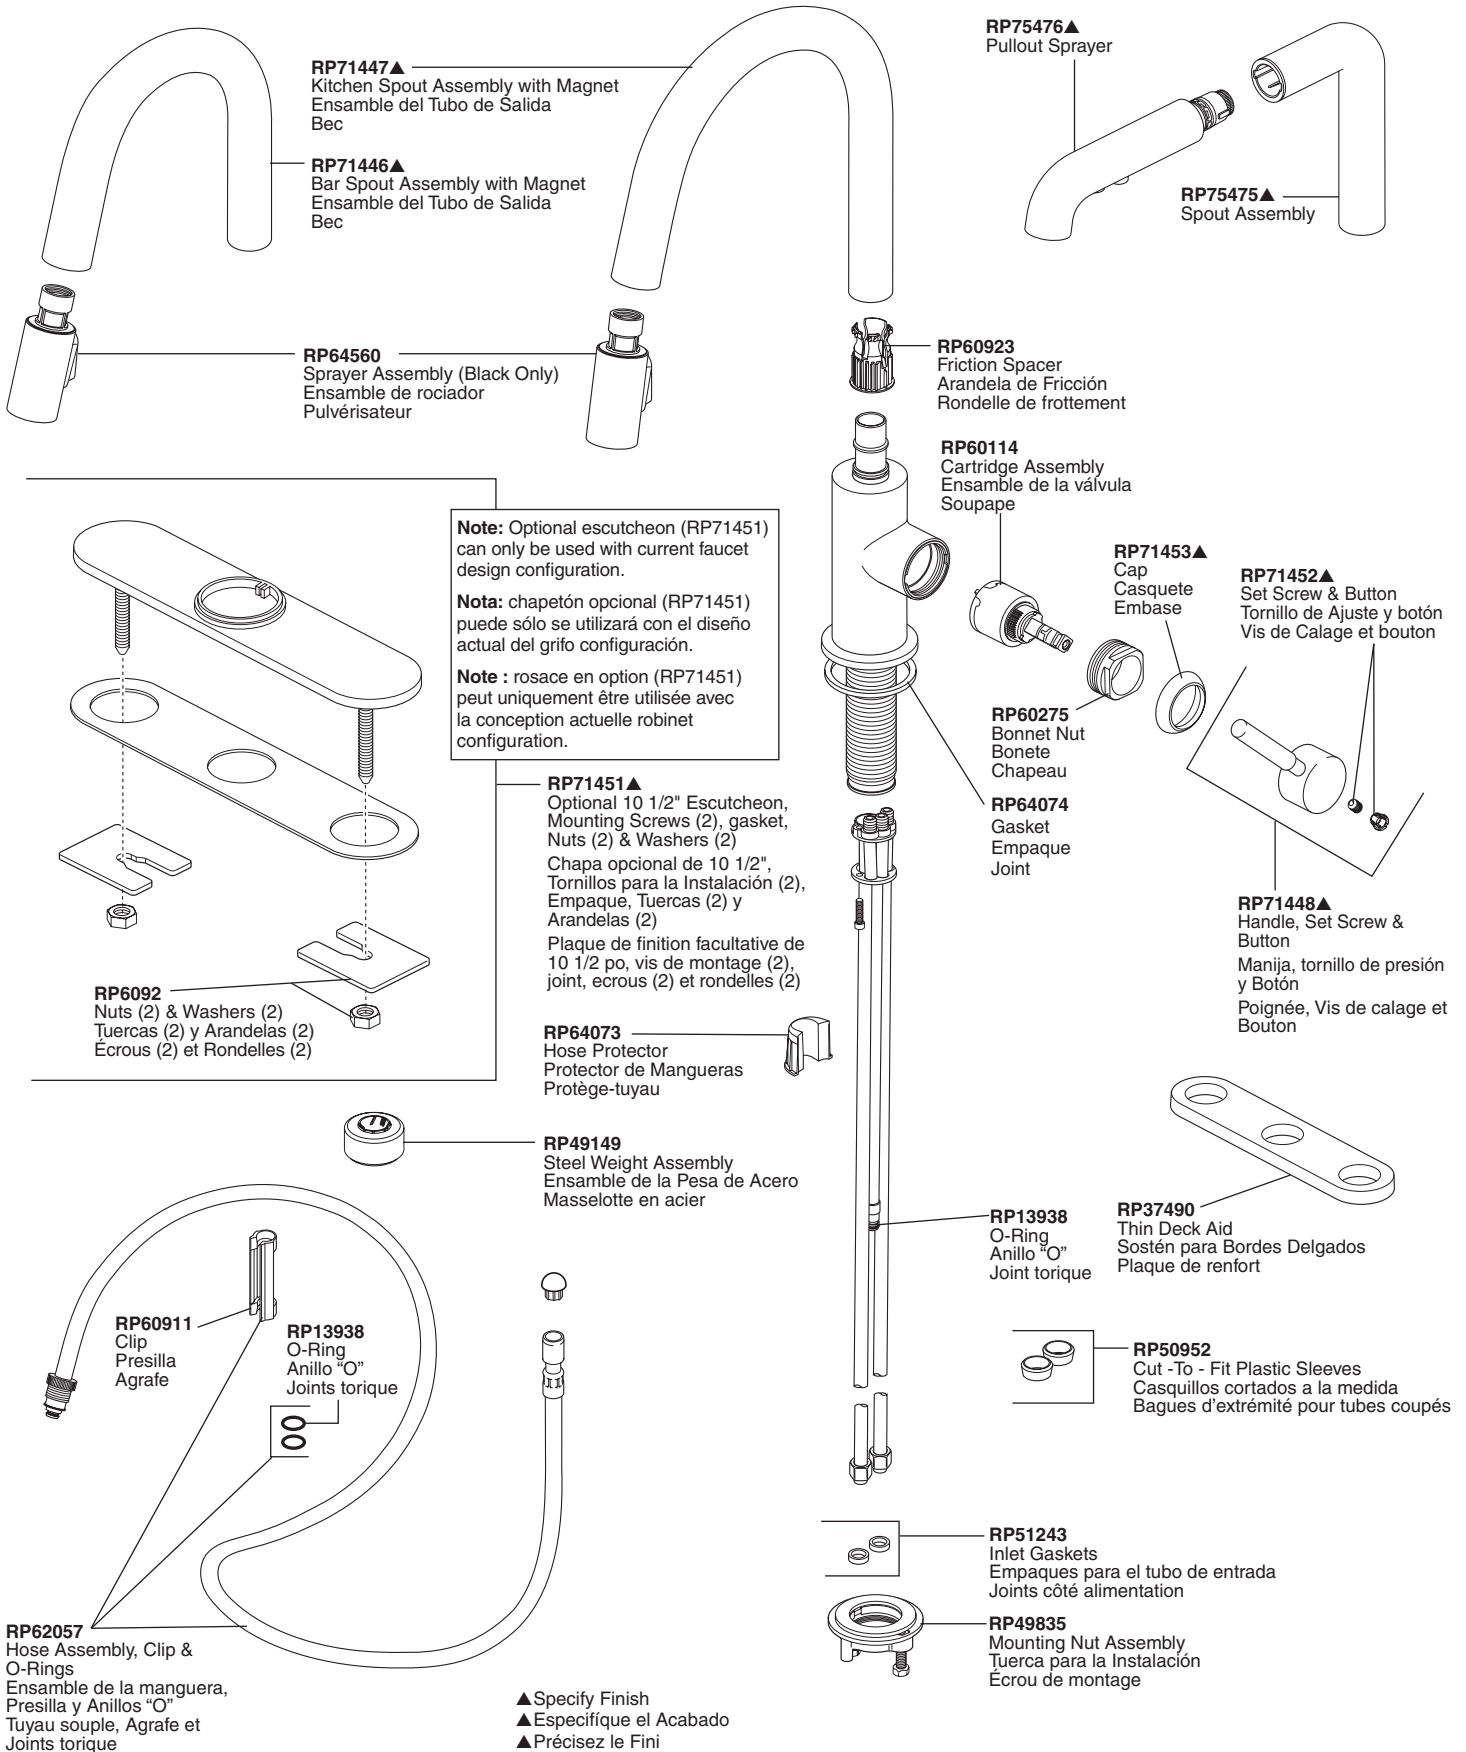 RP71447▲
Kitchen Spout Assembly with Magnet
Ensamble del Tubo de Salida
Bec
RP71446▲
Bar Spout Assembly with Magnet
Ensamble del Tubo de Salida
Bec
RP75476▲
Pullout Sprayer
RP75475▲
Spout Assembly
RP64560
Sprayer Assembly (Black Only)
Ensamble de rociador
Pulvérisateur
RP60923
Friction Spacer
Arandela de Fricción
Rondelle de frottement
RP60114
Cartridge Assembly
Ensamble de la válvula
Soupape
RP71453▲
Cap
Casquete
Embase
RP71452▲
Set Screw & Button
Tornillo de Ajuste y botón
Vis de Calage et bouton
Note: Optional escutcheon (RP71451)
can only be used with current faucet
design configuration.
Nota: chapetón opcional (RP71451)
puede sólo se utilizará con el diseño
actual del grifo configuración.
Note : rosace en option (RP71451)
peut uniquement être utilisée avec
la conception actuelle robinet
configuration.
RP60275
Bonnet Nut
Bonete
Chapeau
RP64074
Gasket
Empaque
Joint
RP71451▲
Optional 10 1/2" Escutcheon,
Mounting Screws (2), gasket,
Nuts (2) & Washers (2)
Chapa opcional de 10 1/2",
Tornillos para la Instalación (2),
Empaque, Tuercas (2) y
Arandelas (2)
Plaque de finition facultative de
10 1/2 po, vis de montage (2),
joint, ecrous (2) et rondelles (2)
RP71448▲
Handle, Set Screw &
Button
Manija, tornillo de presión
y Botón
Poignée, Vis de calage et
Bouton
RP6092
Nuts (2) & Washers (2)
Tuercas (2) y Arandelas (2)
Écrous (2) et Rondelles (2)
RP64073
Hose Protector
Protector de Mangueras
Protège-tuyau
RP49149
Steel Weight Assembly
Ensamble de la Pesa de Acero
Masselotte en acier
RP13938
O-Ring
Anillo “O”
Joint torique
RP37490
Thin Deck Aid
Sostén para Bordes Delgados
Plaque de renfort
RP60911
Clip
Presilla
Agrafe
RP13938
O-Ring
Anillo “O”
Joints torique
RP50952
Cut -To - Fit Plastic Sleeves
Casquillos cortados a la medida
Bagues d’extrémité pour tubes coupés
RP51243
Inlet Gaskets
Empaques para el tubo de entrada
Joints côté alimentation
RP49835
Mounting Nut Assembly
Tuerca para la Instalación
Écrou de montage
RP62057
Hose Assembly, Clip &
O-Rings
Ensamble de la manguera,
Presilla y Anillos “O”
Tuyau souple, Agrafe et
Joints torique
▲Specify Finish
▲Especifíque el Acabado
▲Précisez le Fini